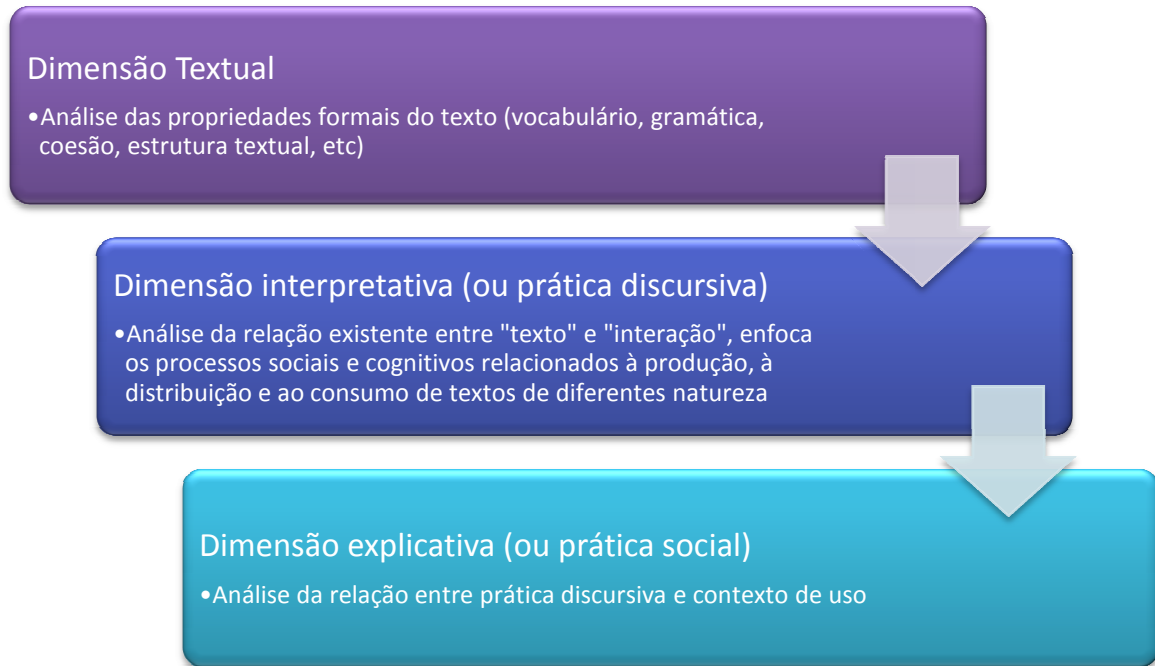 Dimensão Textual
•Análise das propriedades formais do texto (vocabulário, gramática,
coesão, estrutura textual, etc)
Dimensão interpretativa (ou prática discursiva)
•Análise da relação existente entre "texto" e "interação", enfoca
os processos sociais e cognitivos relacionados à produção, à
distribuição e ao consumo de textos de diferentes natureza
Dimensão explicativa (ou prática social)
•Análise da relação entre prática discursiva e contexto de uso